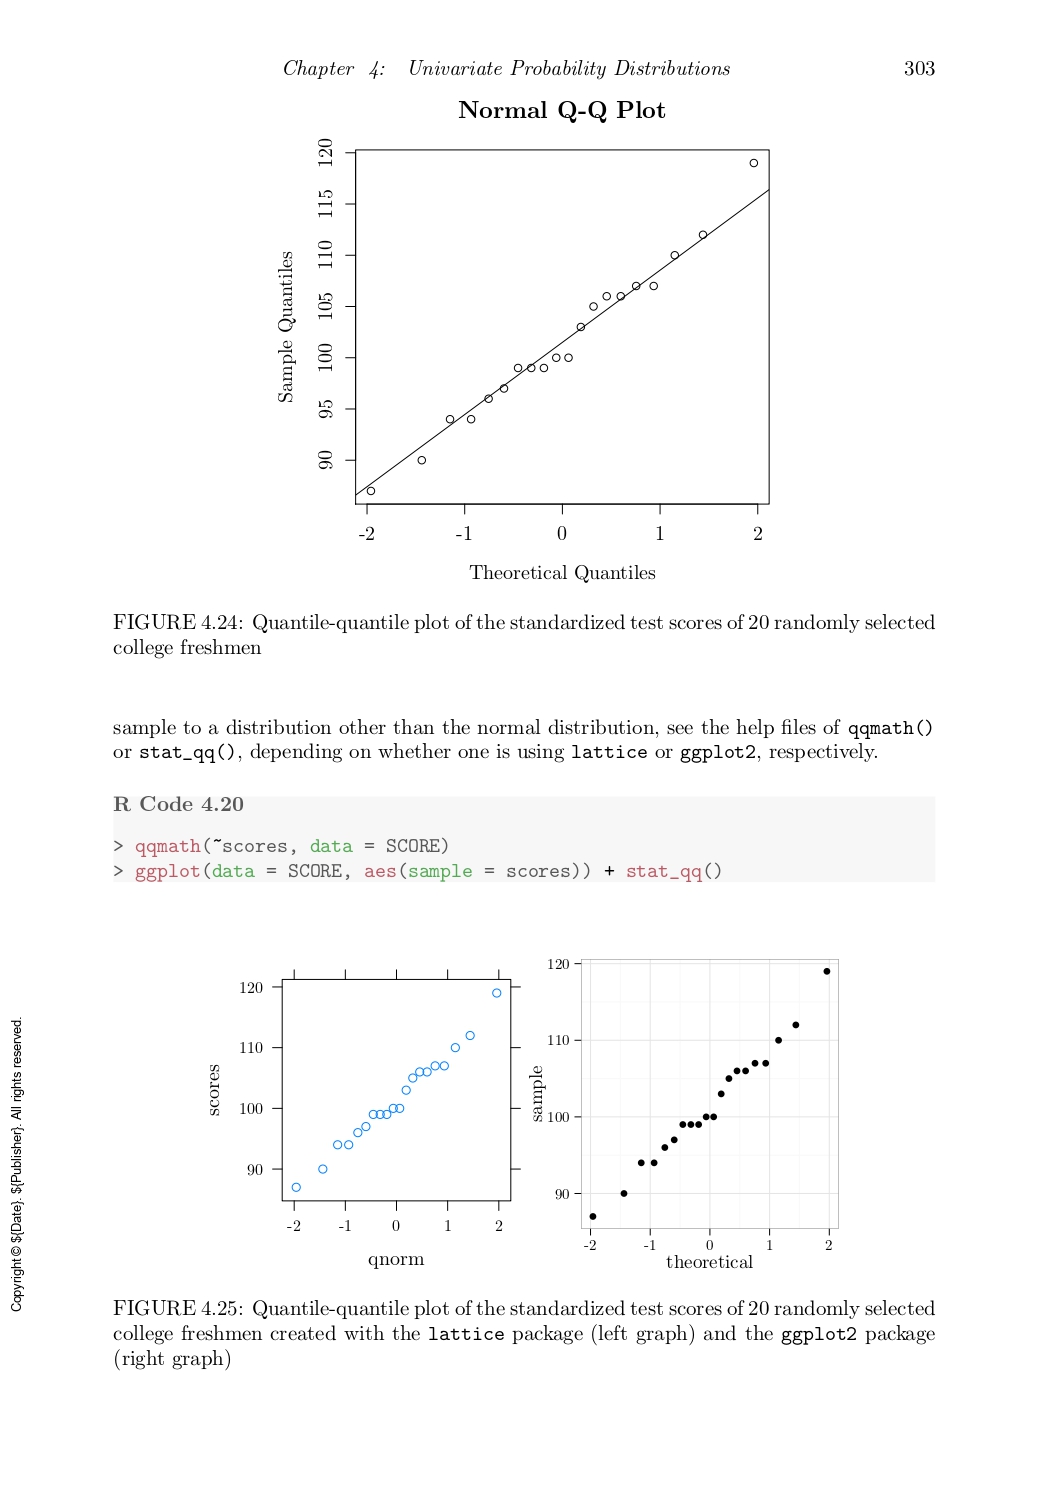 Chapter 4: Univariate Probability Distributions 303
Normal Q-Q Plot
120
115
110
105
100
95
90
Sample Quantiles
-2 -1 0 1 2
Theoretical Quantiles
FIGURE 4.24: Quantile-quantile plot of the standardized test scores of 20 randomly selected
college freshmen
sample to a distribution other than the normal distribution, see the help files of qqmath()
or stat_qq(), depending on whether one is using lattice or ggplot2, respectively.
R Code 4.20
> qqmath(~scores, data = SCORE)
> ggplot(data = SCORE, aes(sample = scores)) + stat_qq()
120
110
100
90
scores
-2 -1 0 1 2
qnorm
120
110
100
90
sample
-2 -1 0 1 2
theoretical
FIGURE 4.25: Quantile-quantile plot of the standardized test scores of 20 randomly selected
college freshmen created with the lattice package (left graph) and the ggplot2 package
(right graph)
Copyright © ${Date}. ${Publisher}. All rights reserved.